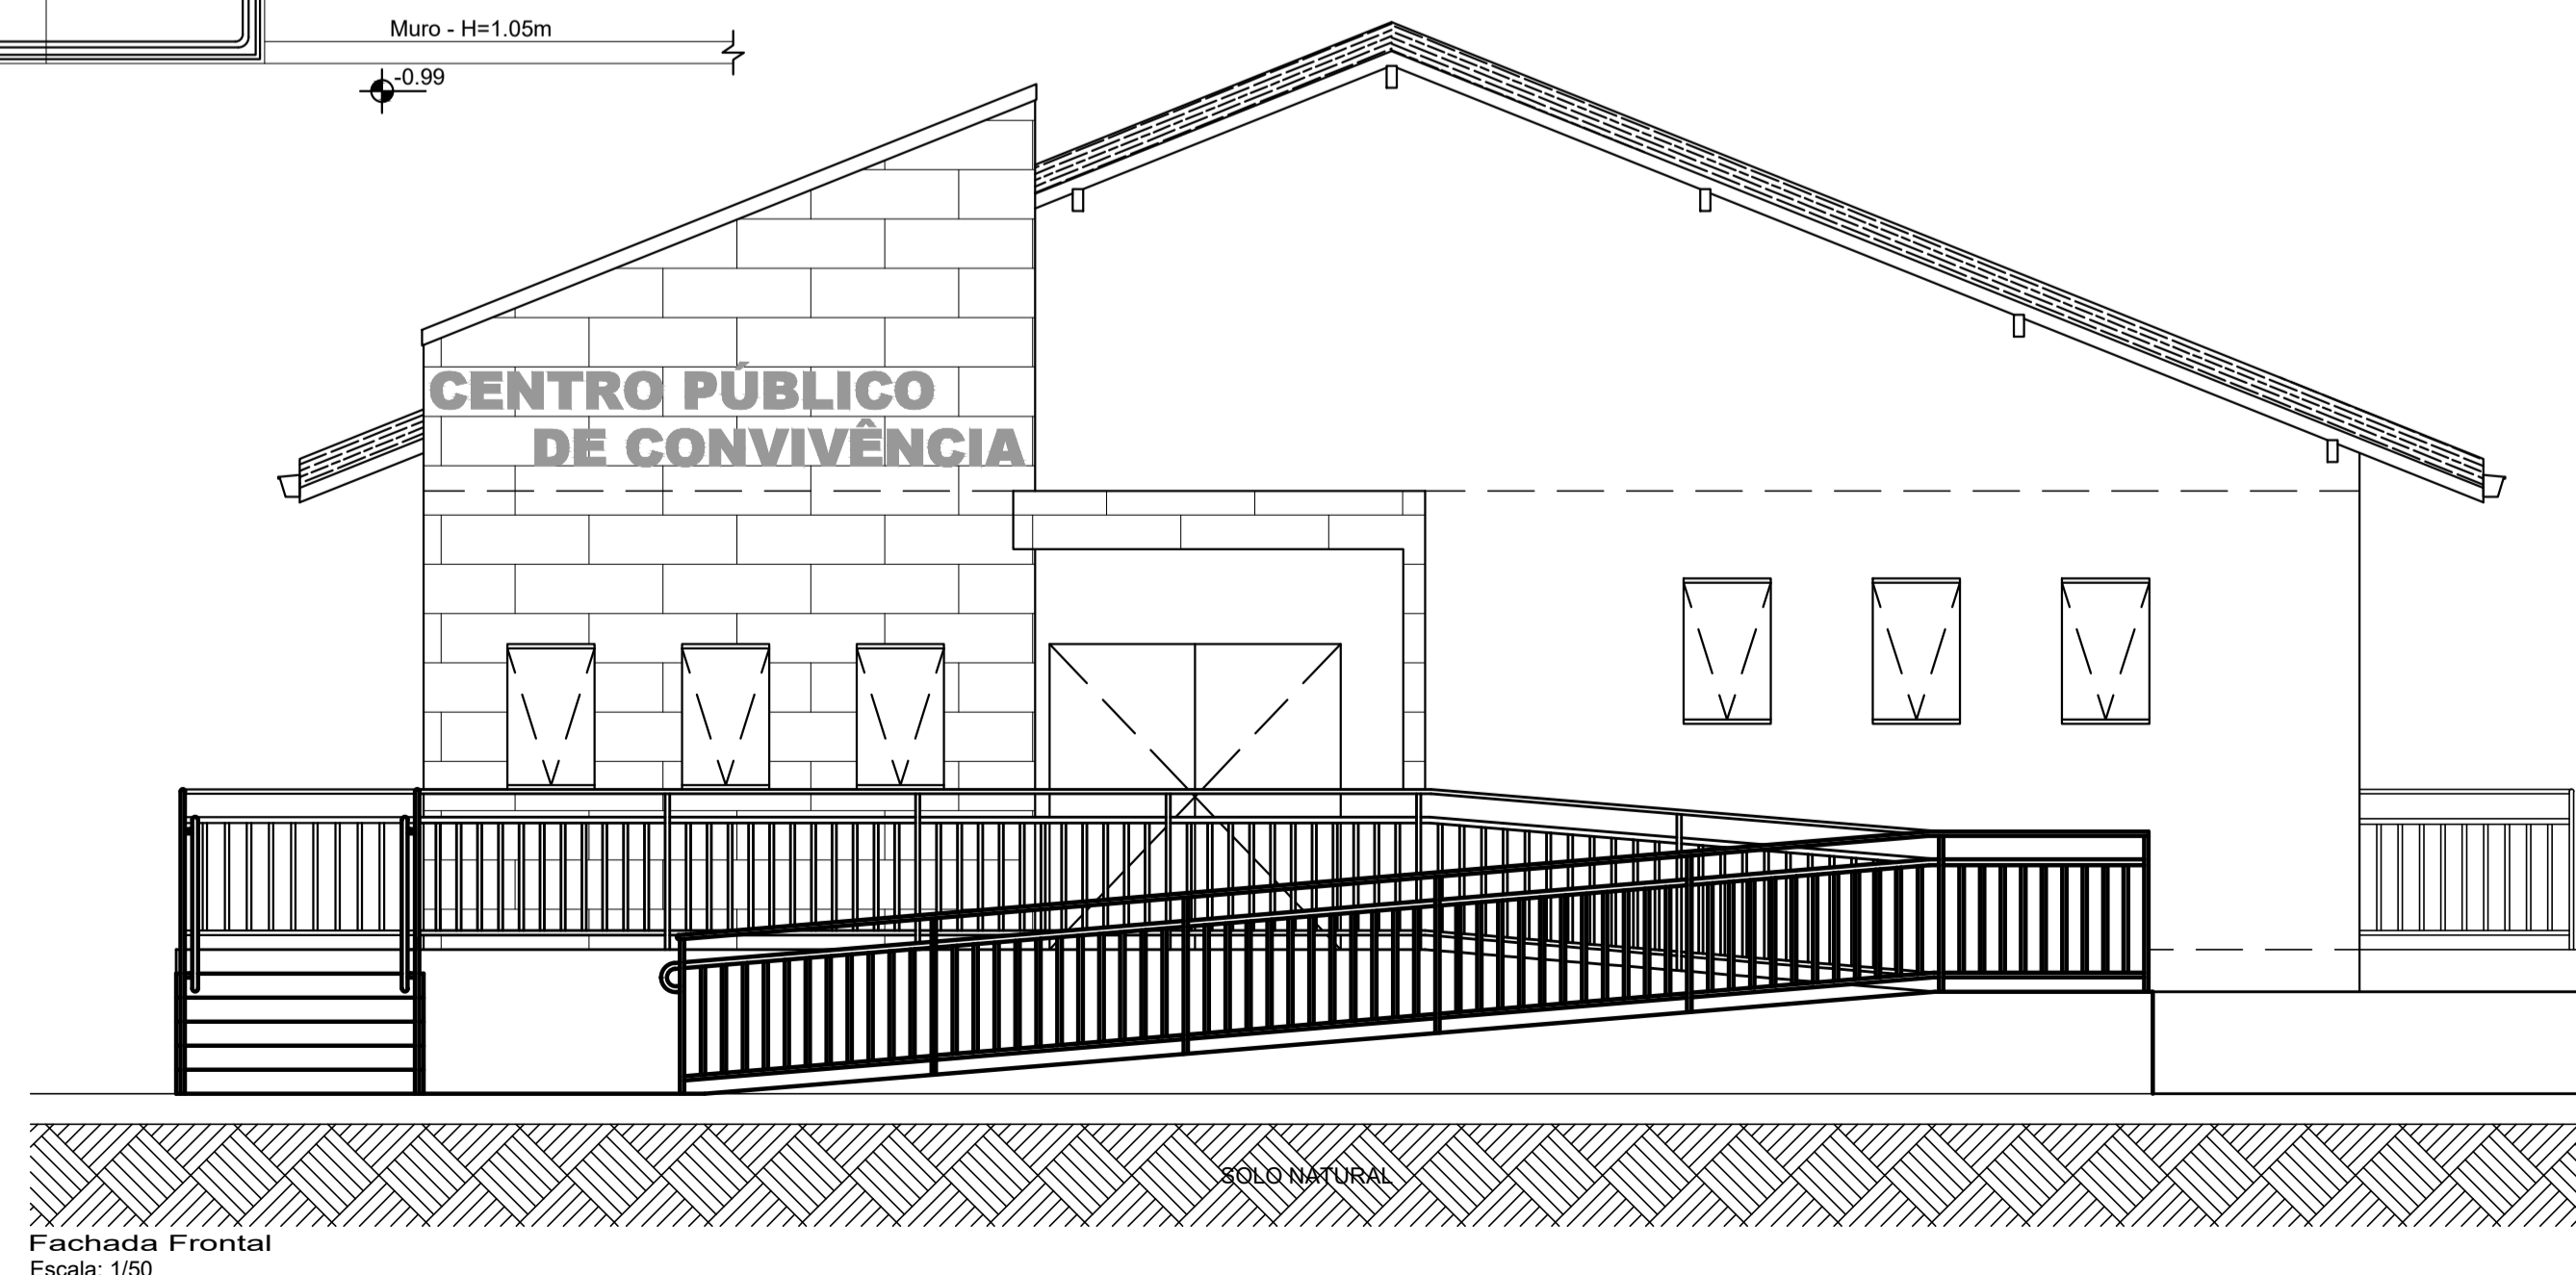 Muro - H=1.05m
-0.99
CENTRO PÚBLICO
DE CONVIVÊNCIA
SOLO NATURAL
Fachada Frontal
Escala: 1/50